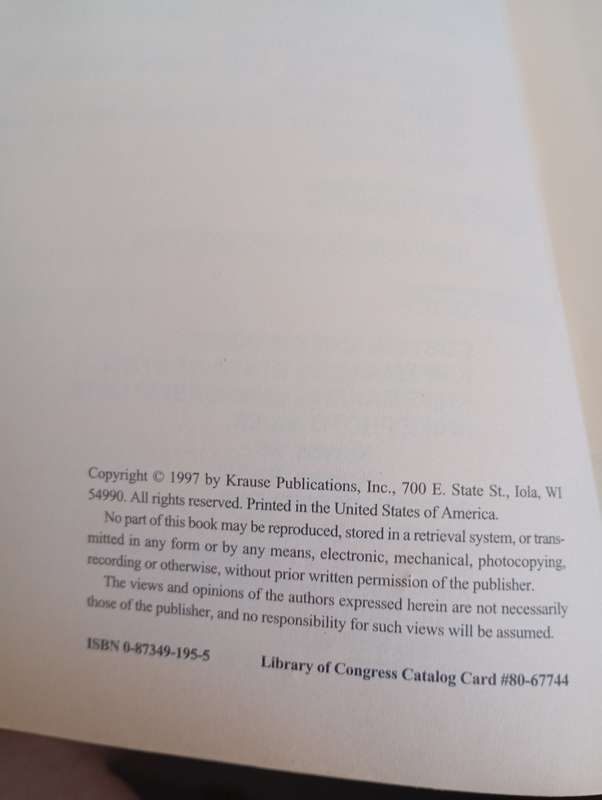 Copyright © 1997 by Krause Publications, Inc., 700 E. State St., Iola, WI
54990. All rights reserved. Printed in the United States of America.
No part of this book may be reproduced, stored in a retrieval system, or trans-
mitted in any form or by any means, electronic, mechanical, photocopying,
recording or otherwise, without prior written permission of the publisher.
The views and opinions of the authors expressed herein are not necessarily
those of the publisher, and no responsibility for such views will be assumed.
ISBN 0-87349-195-5 Library of Congress Catalog Card #80-67744